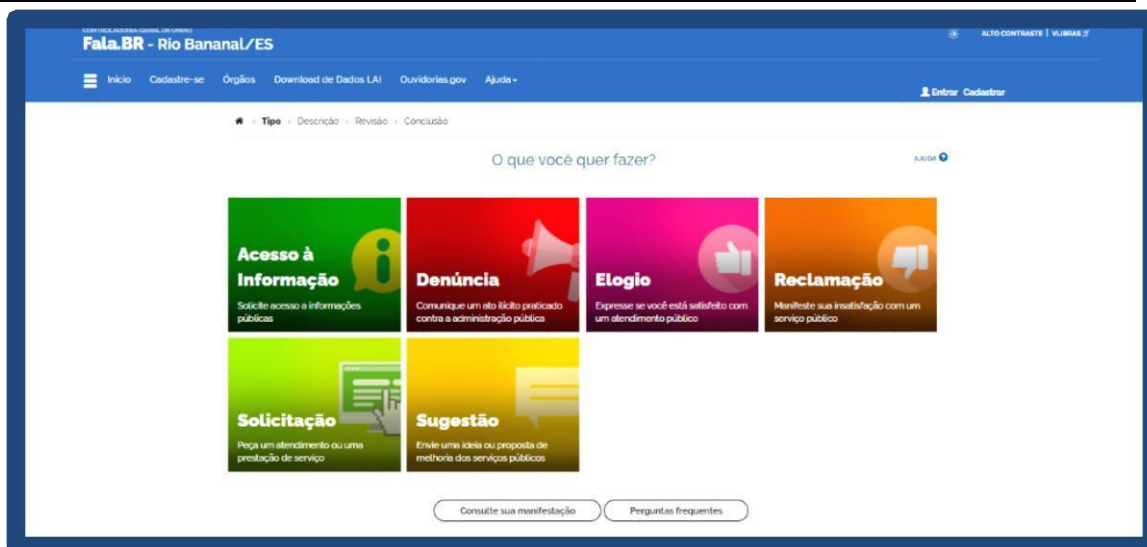 CONTROLADORIA-GERAL DA UNIÃO
Fala.BR - Rio Bananal/ES
ALTO CONTRASTE | VLIBRAS
Início Cadastre-se Órgãos Download de Dados LAI Ouvidorias.gov Ajuda
Entrar Cadastrar
Tipo Descrição Revisão Conclusão
O que você quer fazer?
AJUDA
Acesso à
Informação
Solicite acesso a informações
públicas
Denúncia
Comunique um ato ilícito praticado
contra a administração pública
Elogio
Expresse se você está satisfeito com
um atendimento público
Reclamação
Manifeste sua insatisfação com um
serviço público
Solicitação
Peça um atendimento ou uma
prestação de serviço
Sugestão
Envie uma ideia ou proposta de
melhoria dos serviços públicos
Consulte sua manifestação
Perguntas frequentes